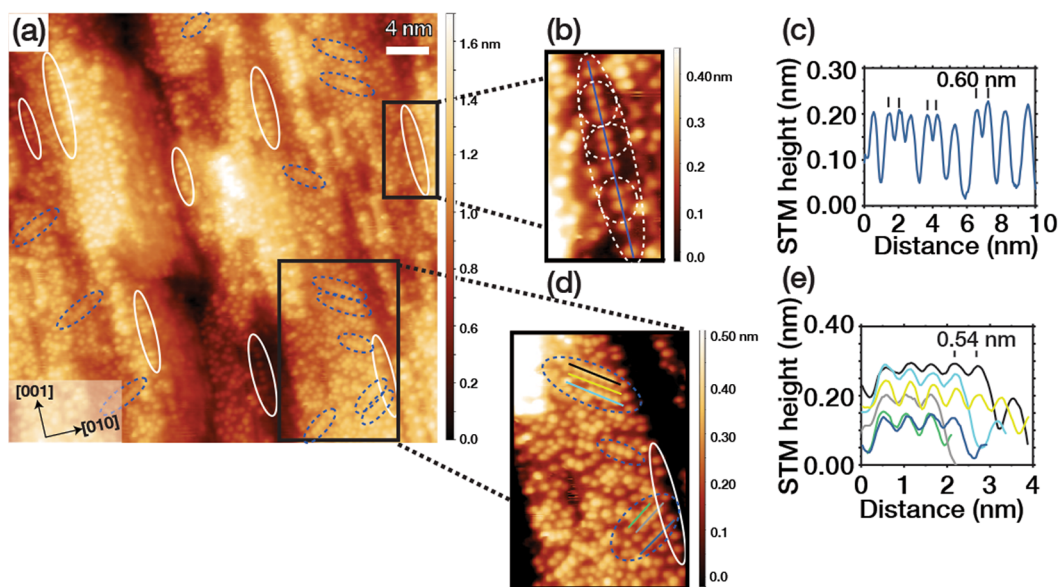 (a)
4 nm
1.6 nm
1.4
1.2
1.0
0.8
0.6
0.4
0.2
0.0
[001]
[010]
(b)
0.40nm
0.3
0.2
0.1
0.0
(c)
0.30
0.20
0.10
0.00
STM height (nm)
0.60 nm
0 2 4 6 8 10
Distance (nm)
(d)
0.50 nm
0.40
0.30
0.20
0.1
0.0
(e)
0.40
0.20
0.00
STM height (nm)
0.54 nm
0 1 2 3 4
Distance (nm)